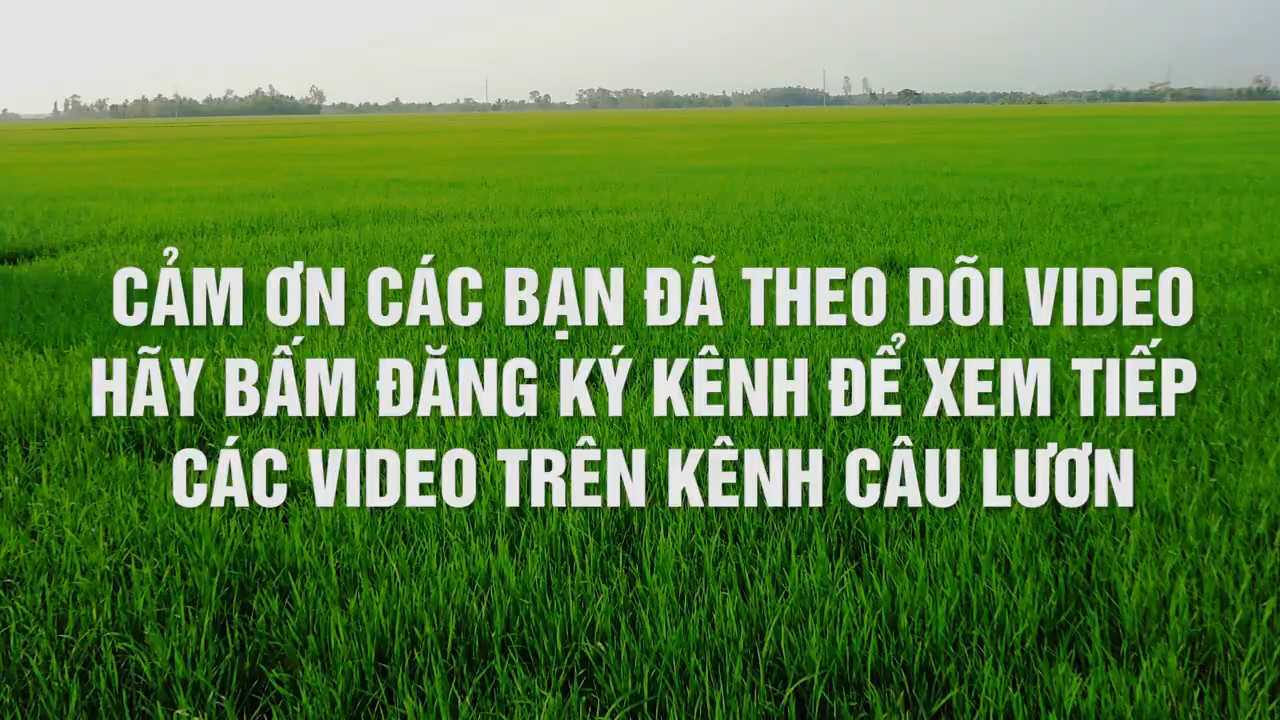 CẢM ƠN CÁC BẠN ĐÃ THEO DÕI VIDEO
HÃY BẤM ĐĂNG KÝ KÊNH ĐỂ XEM TIẾP
CÁC VIDEO TRÊN KÊNH CÂU LƯƠN